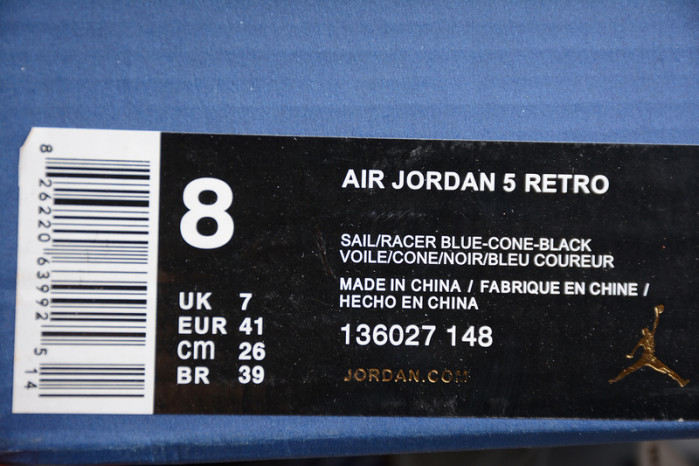 8 26220 63992 514
8
UK 7
EUR 41
cm 26
BR 39
AIR JORDAN 5 RETRO
SAIL/RACER BLUE-CONE-BLACK
VOILE/CONE/NOIR/BLEU COUREUR
MADE IN CHINA / FABRIQUE EN CHINE /
HECHO EN CHINA
136027 148
JORDAN.COM